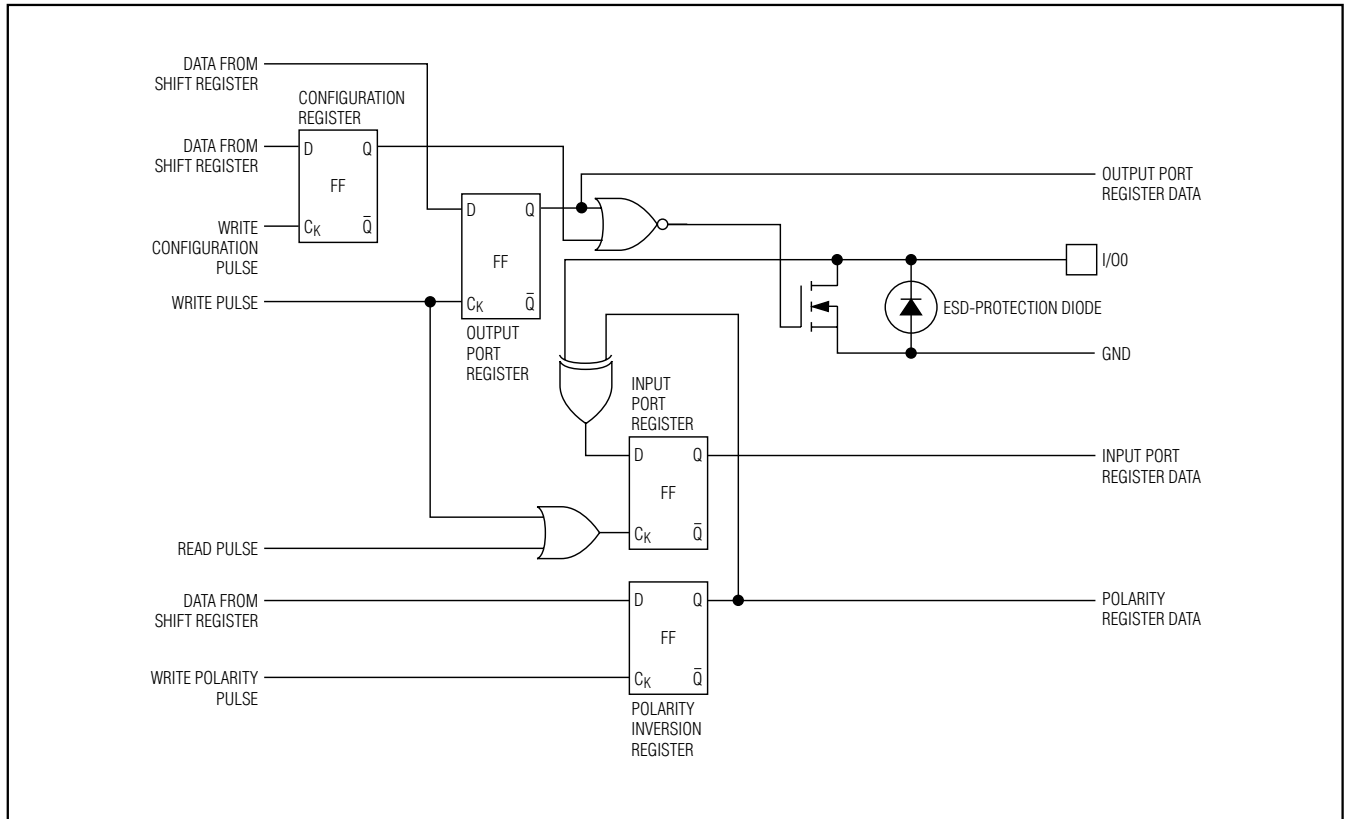 DATA FROM
SHIFT REGISTER
CONFIGURATION
REGISTER
DATA FROM
SHIFT REGISTER
D Q
FF
CK Q̅
WRITE
CONFIGURATION
PULSE
OUTPUT PORT
REGISTER DATA
D Q
FF
CK Q̅
WRITE PULSE
OUTPUT
PORT
REGISTER
I/O0
ESD-PROTECTION DIODE
GND
INPUT
PORT
REGISTER
D Q
FF
CK Q̅
INPUT PORT
REGISTER DATA
READ PULSE
DATA FROM
SHIFT REGISTER
D Q
FF
CK Q̅
POLARITY
REGISTER DATA
WRITE POLARITY
PULSE
POLARITY
INVERSION
REGISTER